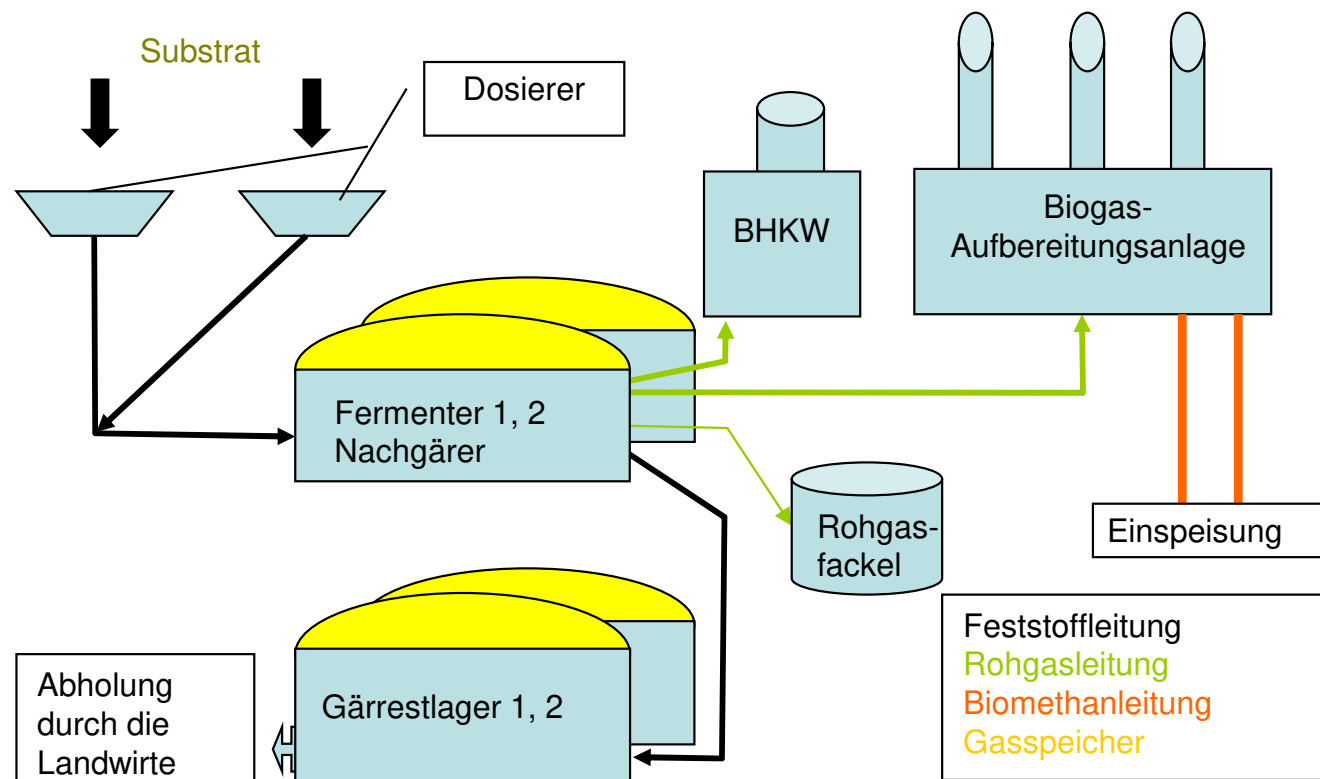 Substrat
Dosierer
BHKW
Biogas-
Aufbereitungsanlage
Fermenter 1, 2
Nachgärer
Rohgas-
fackel
Einspeisung
Feststoffleitung
Rohgasleitung
Biomethanleitung
Gasspeicher
Gärrestlager 1, 2
Abholung
durch die
Landwirte